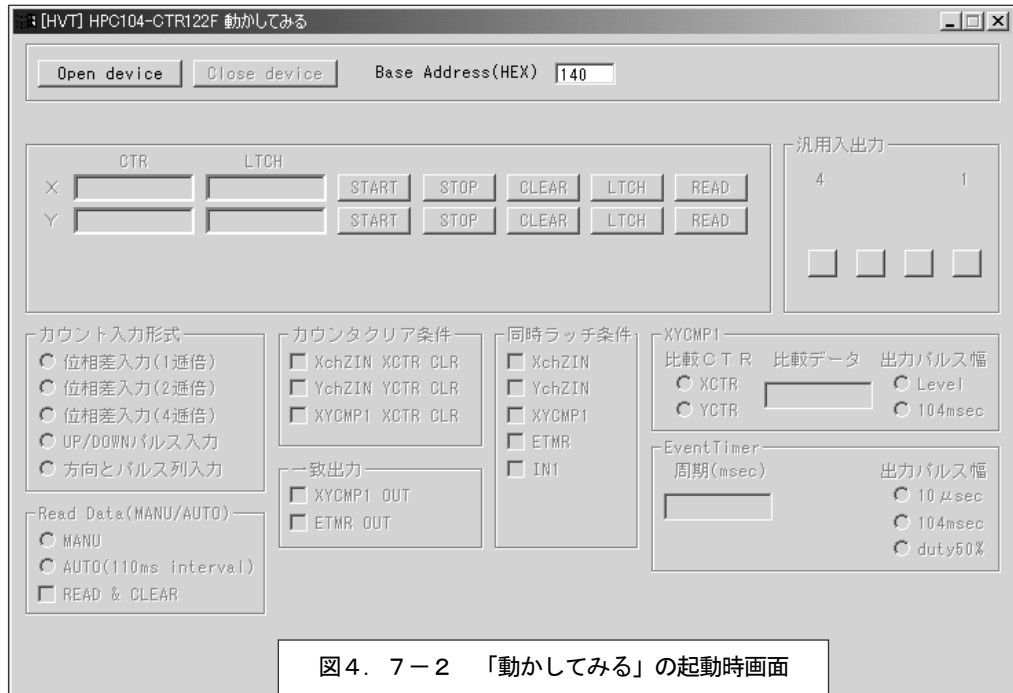 [HVT] HPC104-CTR122F 動かしてみる
Open device Close device Base Address(HEX) 140
CTR LTCH
X START STOP CLEAR LTCH READ
Y START STOP CLEAR LTCH READ
汎用入出力
4 1
カウント入力形式
位相差入力(1逓倍)
位相差入力(2逓倍)
位相差入力(4逓倍)
UP/DOWNパルス入力
方向とパルス列入力
Read Data(MANU/AUTO)
MANU
AUTO(110ms interval)
READ & CLEAR
カウンタクリア条件
XchZIN XCTR CLR
YchZIN YCTR CLR
XYCMP1 XCTR CLR
一致出力
XYCMP1 OUT
ETMR OUT
同時ラッチ条件
XchZIN
YchZIN
XYCMP1
ETMR
IN1
XYCMP1
比較CTR 比較データ 出力パルス幅
XCTR Level
YCTR 104msec
EventTimer
周期(msec) 出力パルス幅
10μsec
104msec
duty50%
図4.7-2 「動かしてみる」の起動時画面